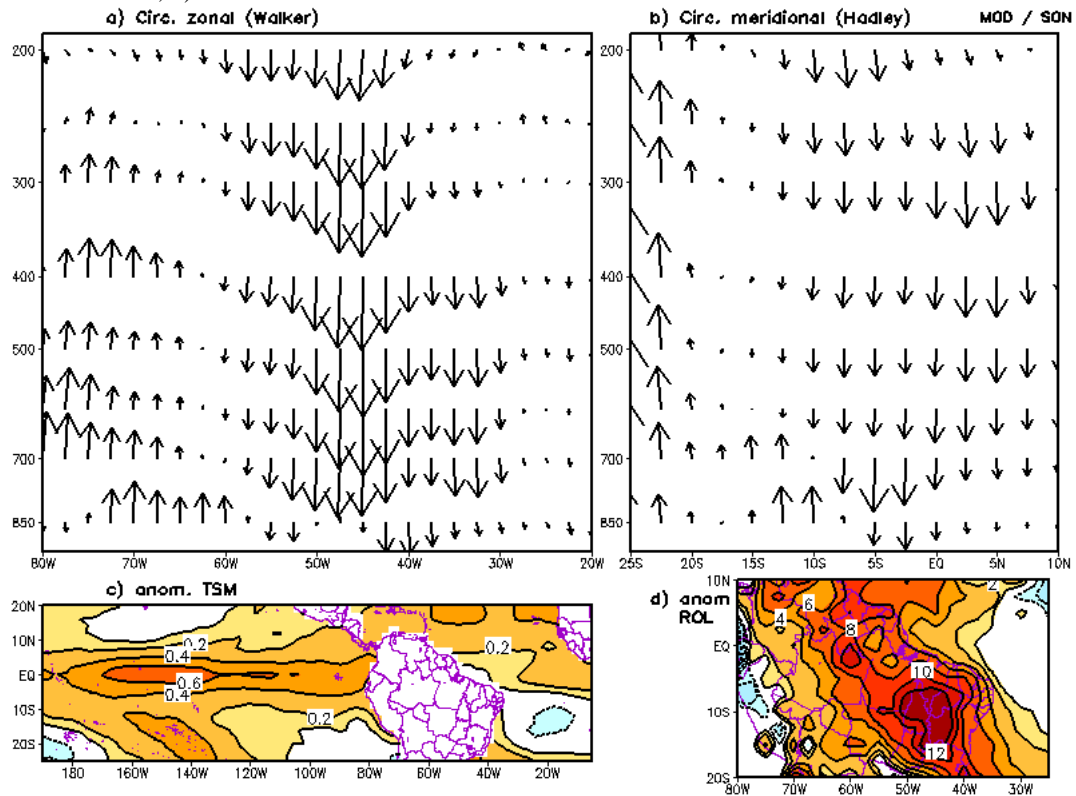 a) Circ. zonal (Walker)
b) Circ. meridional (Hadley)
MOD / SON
200
300
400
500
700
850
80W 70W 60W 50W 40W 30W 20W
200
300
400
500
700
850
25S 20S 15S 10S 5S EQ 5N 10N
c) anom. TSM
20N
10N
EQ
10S
20S
0.2
0.2
0.4
0.6
0.4
0.2
180 160W 140W 120W 100W 80W 60W 40W 20W
d) anom
ROL
10N
EQ
10S
20S
2
4
6
8
10
12
80W 70W 60W 50W 40W 30W